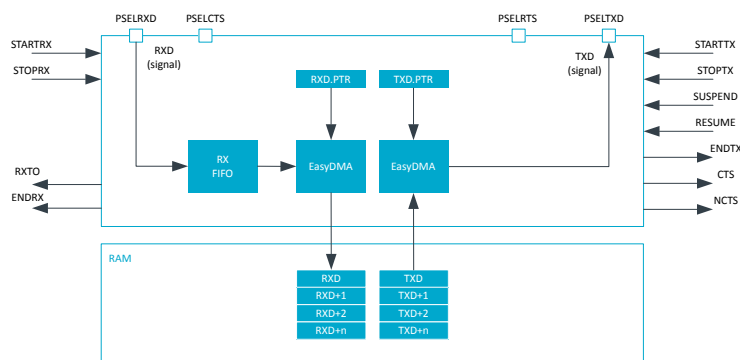 PSELRXD
PSELCTS
PSELRTS
PSELTXD
STARTRX
STOPRX
RXD
(signal)
TXD
(signal)
STARTTX
STOPTX
SUSPEND
RESUME
RXD.PTR
TXD.PTR
RX
FIFO
EasyDMA
EasyDMA
ENDTX
CTS
NCTS
RXTO
ENDRX
RAM
RXD
TXD
RXD+1
TXD+1
RXD+2
TXD+2
RXD+n
TXD+n